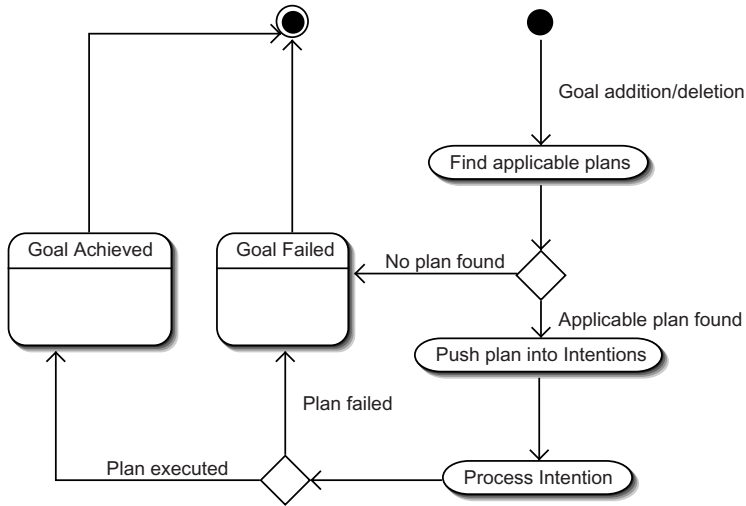 Goal addition/deletion
Find applicable plans
Goal Achieved
Goal Failed
No plan found
Applicable plan found
Push plan into Intentions
Plan failed
Plan executed
Process Intention